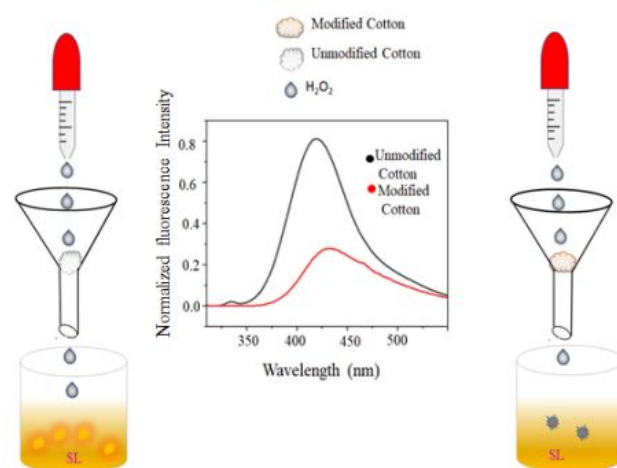 Modified Cotton
Unmodified Cotton
H₂O₂
Normalized fluorescence Intensity
0.8
0.6
0.4
0.2
0.0
Unmodified
Cotton
Modified
Cotton
350
400
450
500
Wavelength (nm)
SL
SL